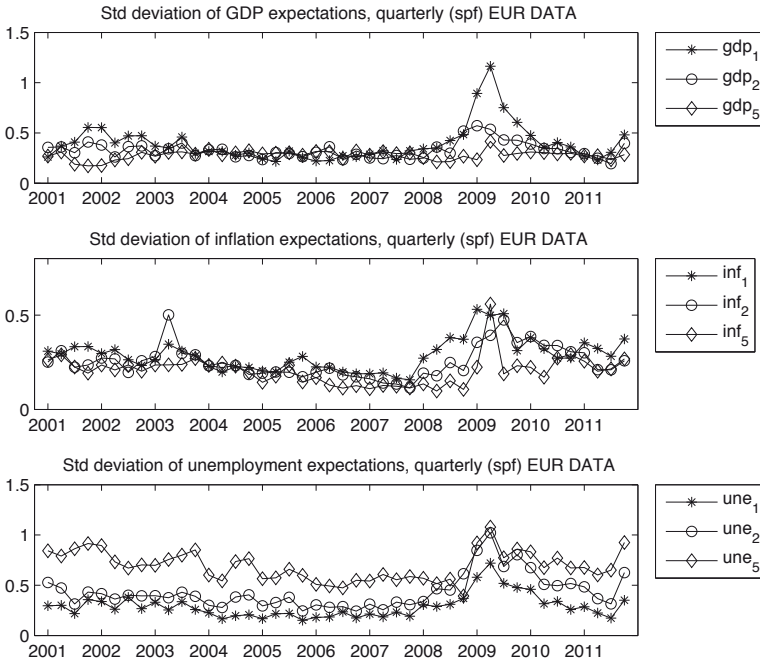 Std deviation of GDP expectations, quarterly (spf) EUR DATA
1.5
1
0.5
0
2001 2002 2003 2004 2005 2006 2007 2008 2009 2010 2011
gdp1
gdp2
gdp5
Std deviation of inflation expectations, quarterly (spf) EUR DATA
0.5
0
2001 2002 2003 2004 2005 2006 2007 2008 2009 2010 2011
inf1
inf2
inf5
Std deviation of unemployment expectations, quarterly (spf) EUR DATA
1.5
1
0.5
0
2001 2002 2003 2004 2005 2006 2007 2008 2009 2010 2011
une1
une2
une5